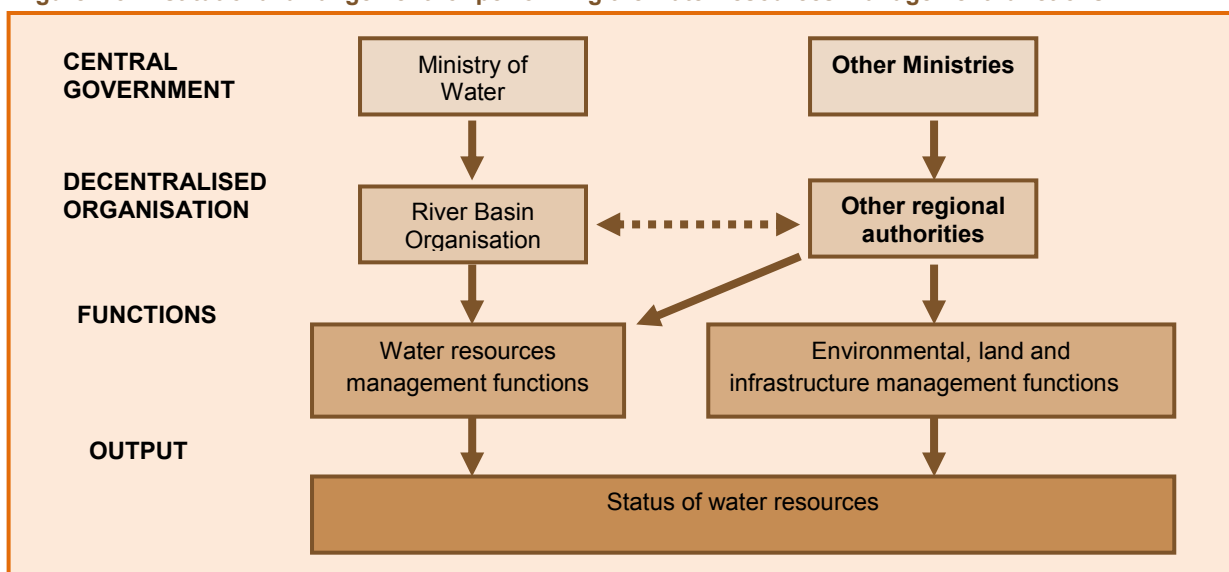 CENTRAL
GOVERNMENT
Ministry of
Water
Other Ministries
DECENTRALISED
ORGANISATION
River Basin
Organisation
Other regional
authorities
FUNCTIONS
Water resources
management functions
Environmental, land and
infrastructure management functions
OUTPUT
Status of water resources